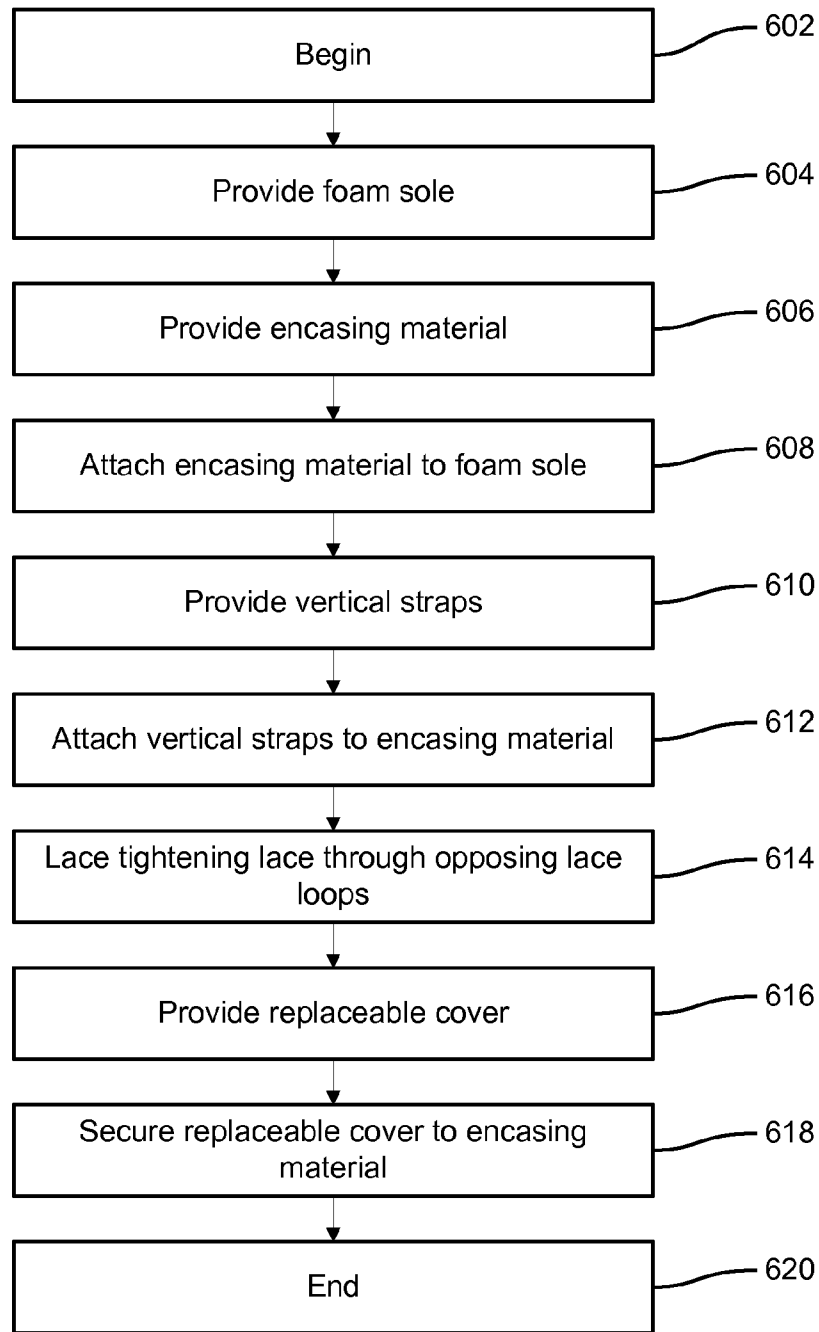 Begin
602
Provide foam sole
604
Provide encasing material
606
Attach encasing material to foam sole
608
Provide vertical straps
610
Attach vertical straps to encasing material
612
Lace tightening lace through opposing lace
loops
614
Provide replaceable cover
616
Secure replaceable cover to encasing
material
618
End
620